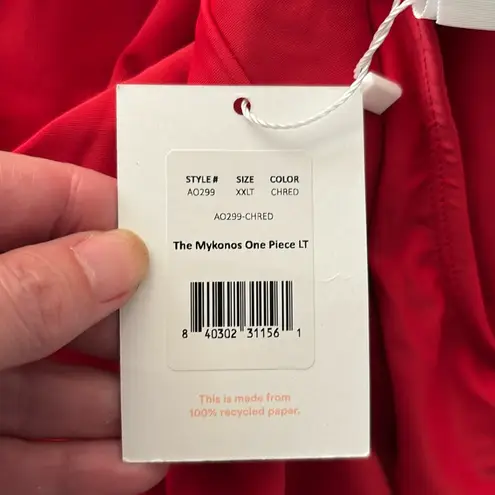 STYLE# SIZE COLOR
AO299 XXLT CHRED
AO299-CHRED
The Mykonos One Piece LT
8 40302 31156 1
This is made from
100% recycled paper.